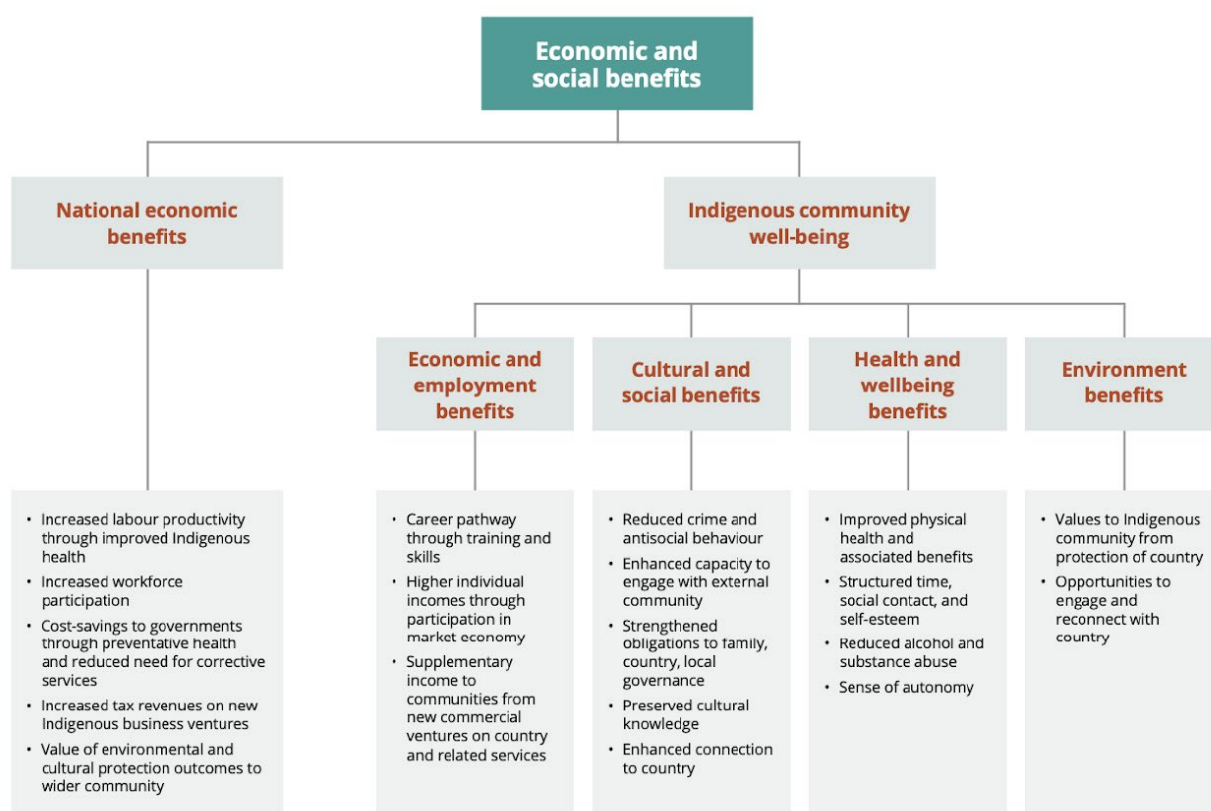 Economic and
social benefits
National economic
benefits
Indigenous community
well-being
Economic and
employment
benefits
Cultural and
social benefits
Health and
wellbeing
benefits
Environment
benefits
• Increased labour productivity
through improved Indigenous
health
• Increased workforce
participation
• Cost-savings to governments
through preventative health
and reduced need for corrective
services
• Increased tax revenues on new
Indigenous business ventures
• Value of environmental and
cultural protection outcomes to
wider community
• Career pathway
through training and
skills
• Higher individual
incomes through
participation in
market economy
• Supplementary
income to
communities from
new commercial
ventures on country
and related services
• Reduced crime and
antisocial behaviour
• Enhanced capacity to
engage with external
community
• Strengthened
obligations to family,
country, local
governance
• Preserved cultural
knowledge
• Enhanced connection
to country
• Improved physical
health and
associated benefits
• Structured time,
social contact, and
self-esteem
• Reduced alcohol and
substance abuse
• Sense of autonomy
• Values to Indigenous
community from
protection of country
• Opportunities to
engage and
reconnect with
country